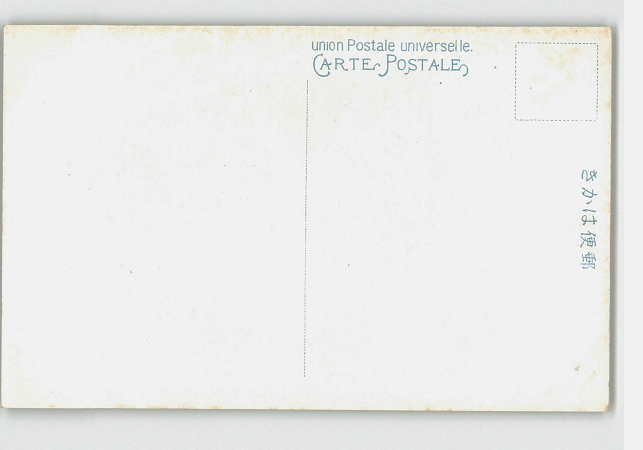 union Postale universelle.
CARTE POSTALE
きかは便郵